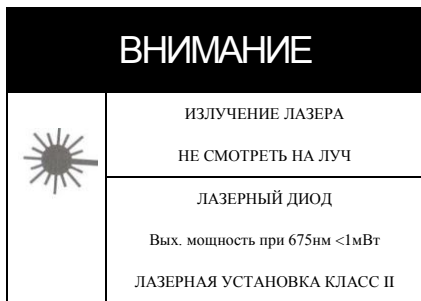 ВНИМАНИЕ
ИЗЛУЧЕНИЕ ЛАЗЕРА
НЕ СМОТРЕТЬ НА ЛУЧ
ЛАЗЕРНЫЙ ДИОД
Вых. мощность при 675нм <1мВт
ЛАЗЕРНАЯ УСТАНОВКА КЛАСС II